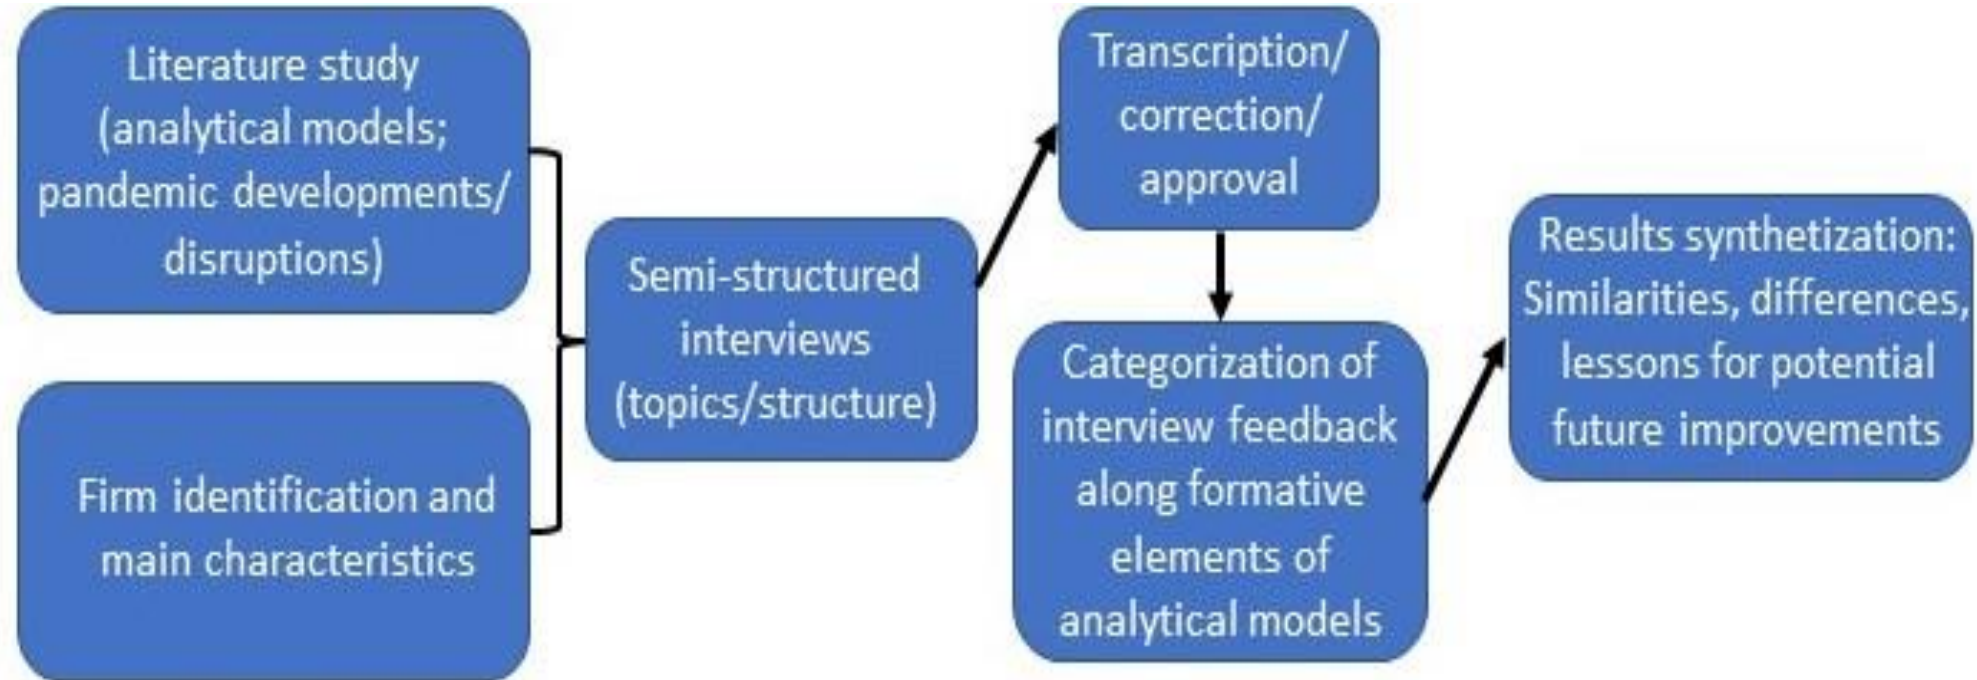 Literature study
(analytical models;
pandemic developments/
disruptions)
Firm identification and
main characteristics
Semi-structured
interviews
(topics/structure)
Transcription/
correction/
approval
Categorization of
interview feedback
along formative
elements of
analytical models
Results synthetization:
Similarities, differences,
lessons for potential
future improvements